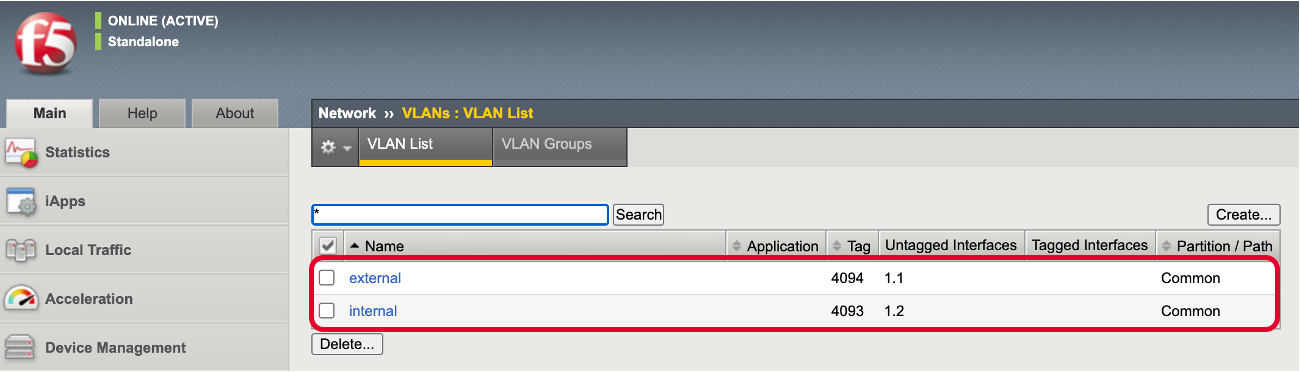 f5
ONLINE (ACTIVE)
Standalone
Main
Help
About
Statistics
iApps
Local Traffic
Acceleration
Device Management
Network ›› VLANs : VLAN List
VLAN List
VLAN Groups
*
Search
Create...
Name Application Tag Untagged Interfaces Tagged Interfaces Partition / Path
external 4094 1.1 Common
internal 4093 1.2 Common
Delete...